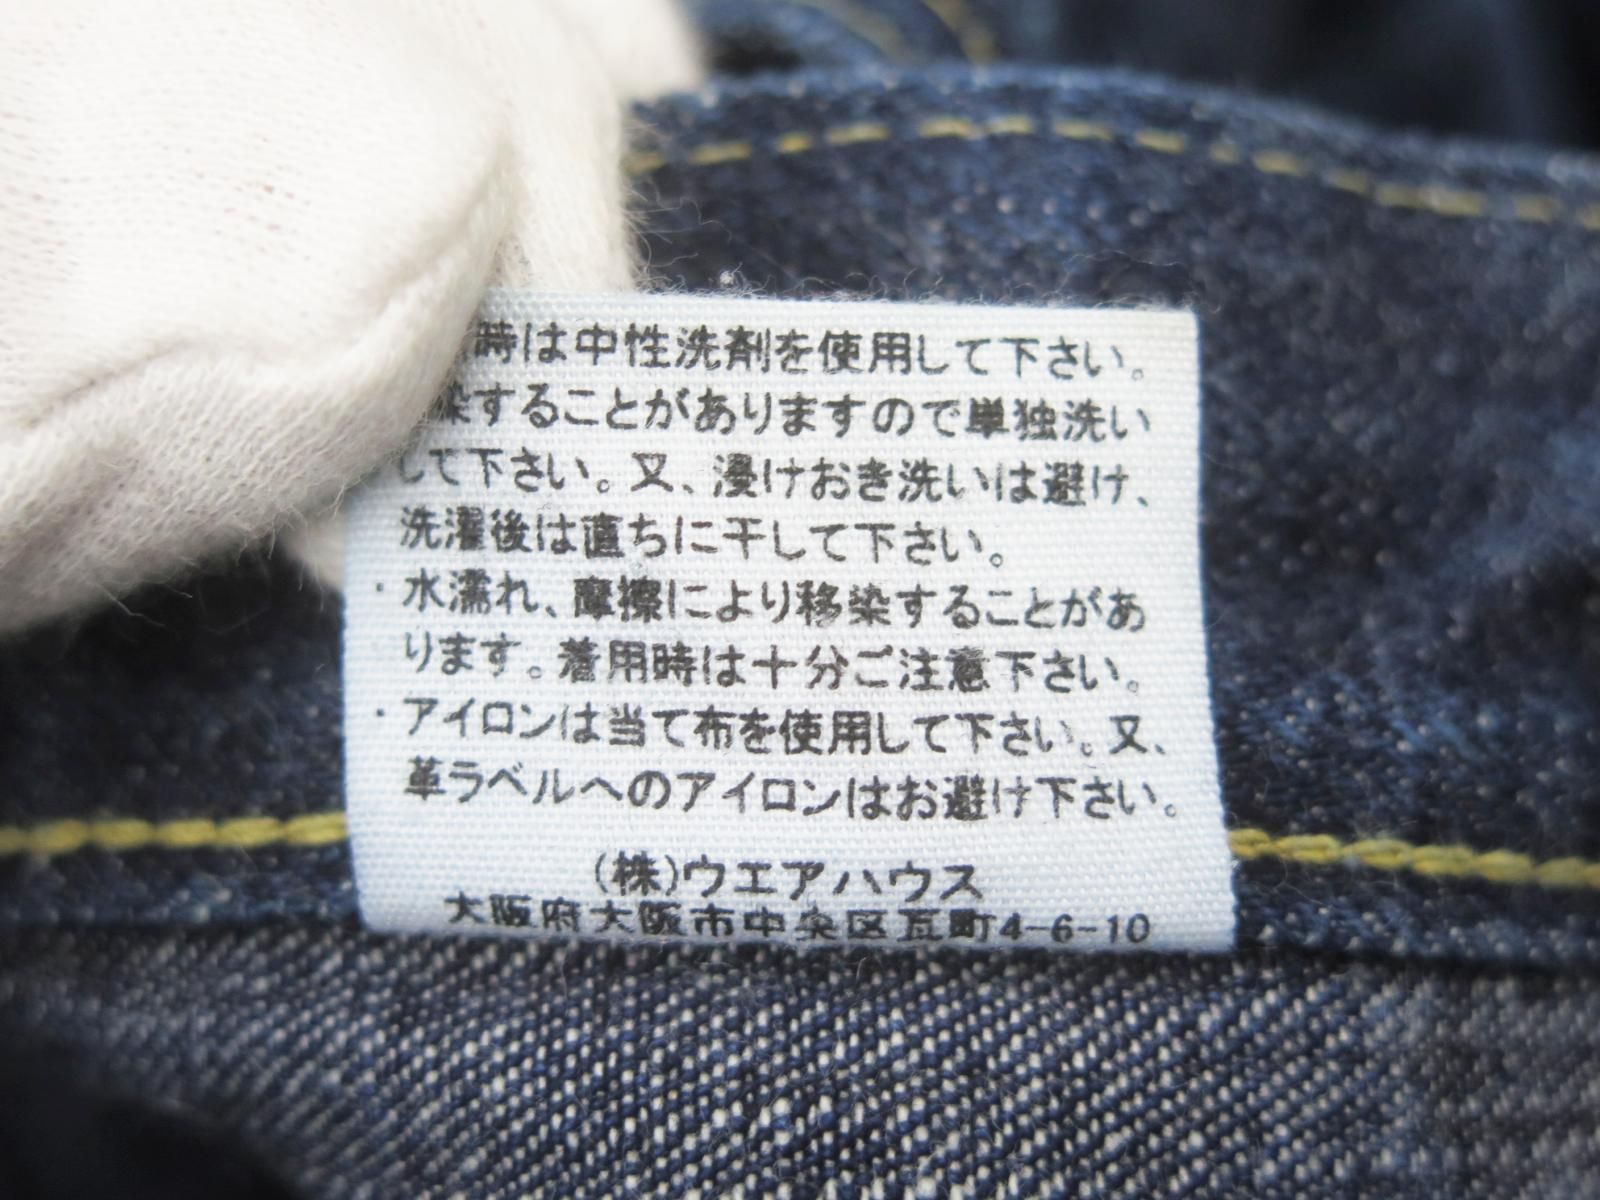 時は中性洗剤を使用して下さい。
染することがありますので単独洗い
して下さい。又、浸けおき洗いは避け、
洗濯後は直ちに干して下さい。
・水濡れ、摩擦により移染することがあ
ります。着用時は十分ご注意下さい。
・アイロンは当て布を使用して下さい。又、
革ラベルへのアイロンはお避け下さい。
(株)ウエアハウス
大阪府大阪市中央区瓦町4-6-10